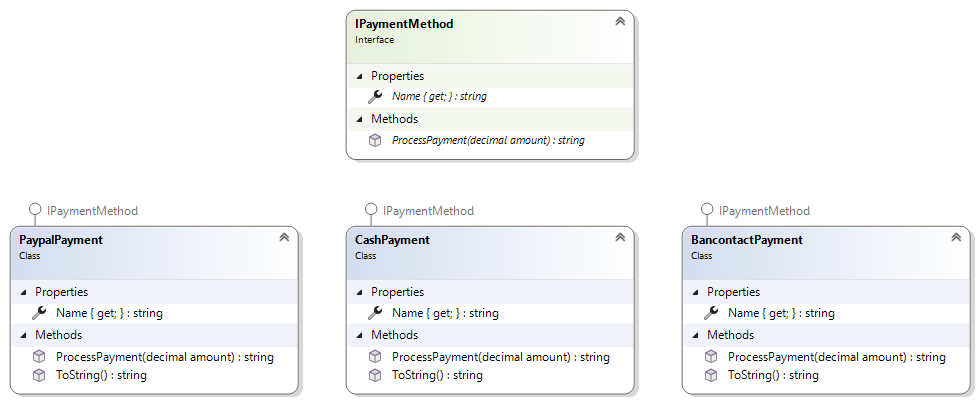 IPaymentMethod
Interface
Properties
Name { get; } : string
Methods
ProcessPayment(decimal amount) : string
IPaymentMethod
PaypalPayment
Class
Properties
Name { get; } : string
Methods
ProcessPayment(decimal amount) : string
ToString() : string
IPaymentMethod
CashPayment
Class
Properties
Name { get; } : string
Methods
ProcessPayment(decimal amount) : string
ToString() : string
IPaymentMethod
BancontactPayment
Class
Properties
Name { get; } : string
Methods
ProcessPayment(decimal amount) : string
ToString() : string